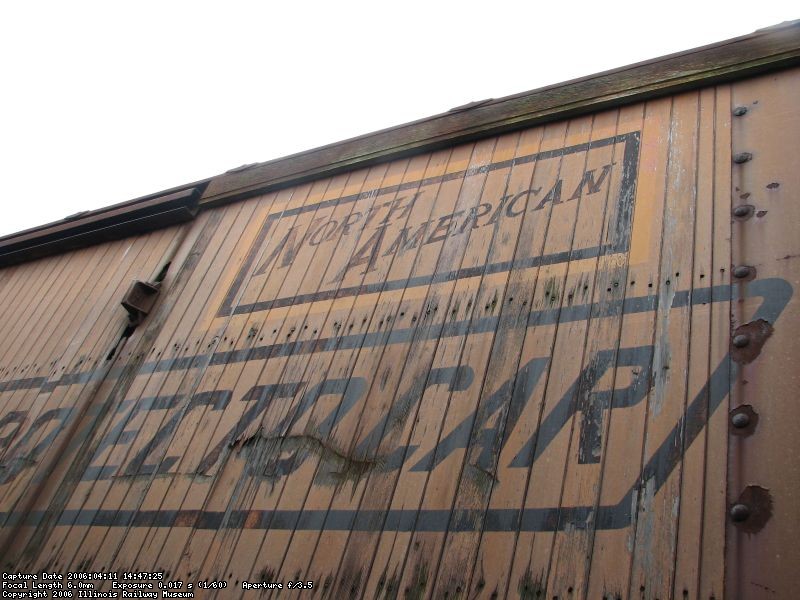 NORTH
AMERICAN
ECTOCAR
Capture Date 2006:04:11 14:47:25
Focal Length 6.0mm Exposure 0.017 s (1/60) Aperture f/3.5
Copyright 2006 Illinois Railway Museum